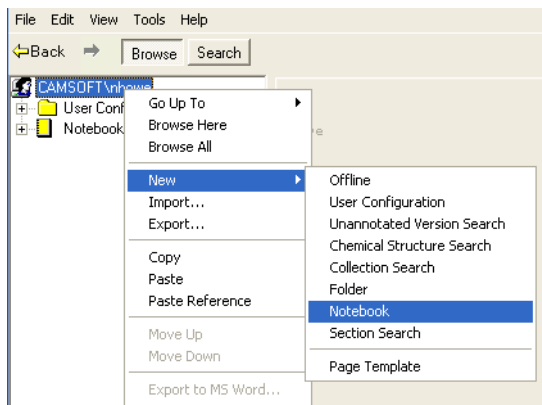 File Edit View Tools Help
Back Browse Search
CAMSOFT\nhowe
User Conf
Notebook
Go Up To
Browse Here
Browse All
New
Import...
Export...
Copy
Paste
Paste Reference
Move Up
Move Down
Export to MS Word...
Offline
User Configuration
Unannotated Version Search
Chemical Structure Search
Collection Search
Folder
Notebook
Section Search
Page Template